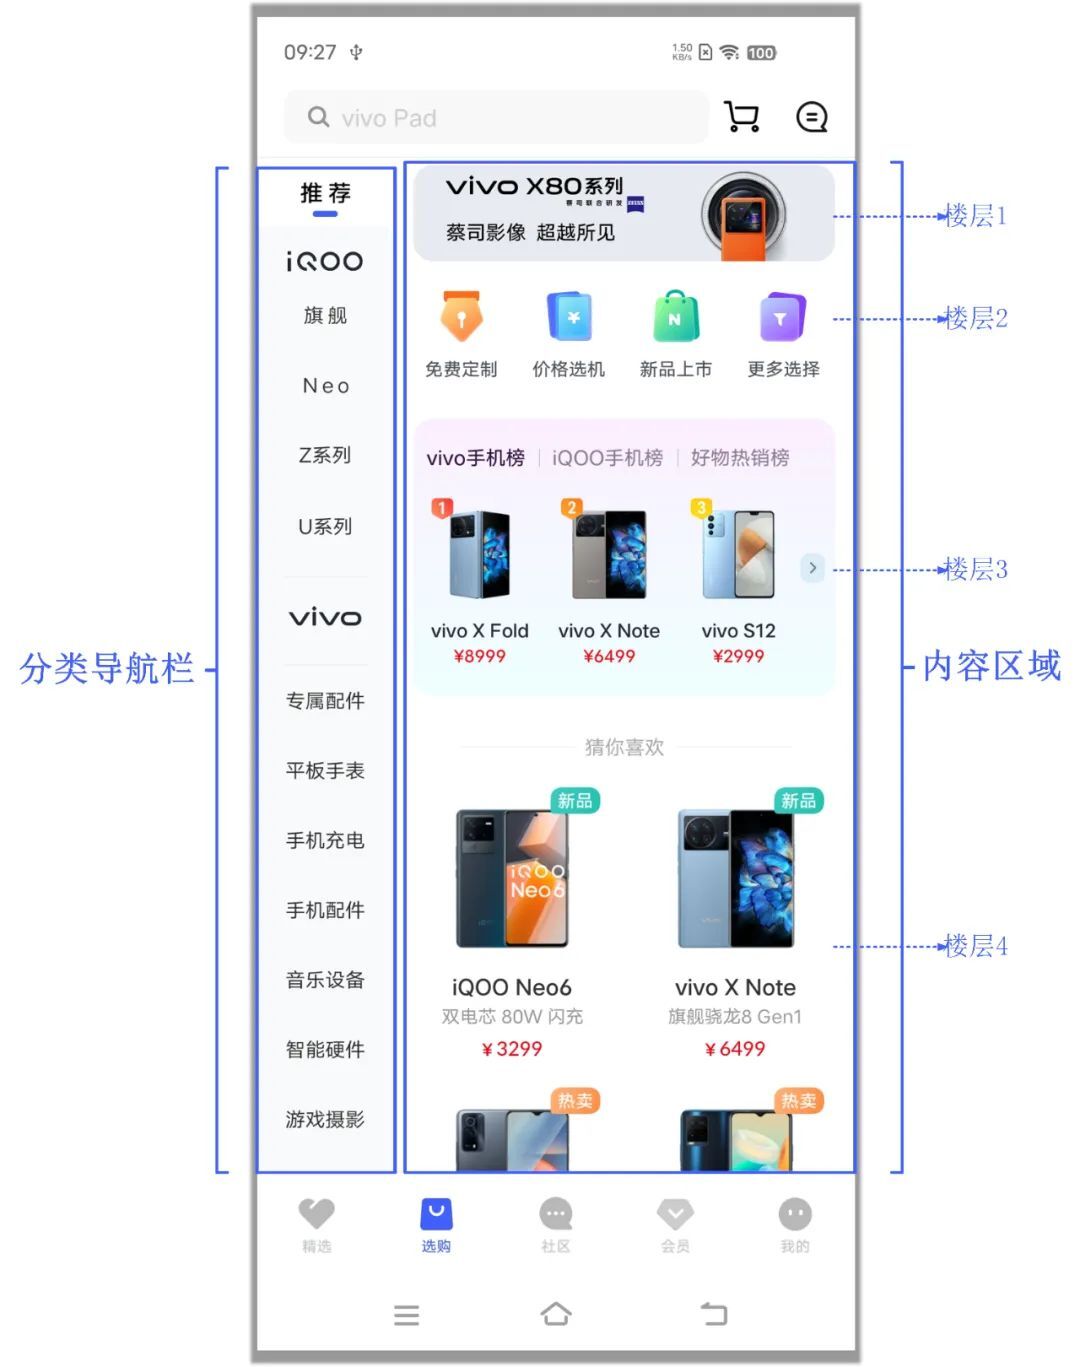 09:27
1.50
KB/s
100
vivo Pad
推荐
iQOO
旗舰
Neo
Z系列
U系列
vivo
专属配件
平板手表
手机充电
手机配件
音乐设备
智能硬件
游戏摄影
vivo X80系列
蔡司联合研发 ZEISS
蔡司影像 超越所见
免费定制 价格选机 新品上市 更多选择
vivo手机榜 iQOO手机榜 好物热销榜
1 2 3
vivo X Fold vivo X Note vivo S12
¥8999 ¥6499 ¥2999
猜你喜欢
新品 新品
iQOO
Neo6
iQOO Neo6 vivo X Note
双电芯 80W 闪充 旗舰骁龙8 Gen1
¥3299 ¥6499
热卖 热卖
精选 选购 社区 会员 我的
分类导航栏
内容区域
楼层1
楼层2
楼层3
楼层4